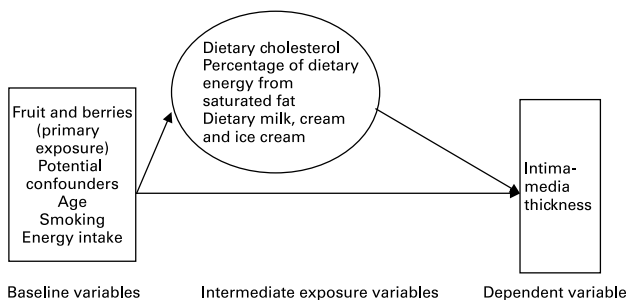 Dietary cholesterol
Percentage of dietary
energy from
saturated fat
Dietary milk, cream
and ice cream
Fruit and berries
(primary
exposure)
Potential
confounders
Age
Smoking
Energy intake
Intima-
media
thickness
Baseline variables
Intermediate exposure variables
Dependent variable